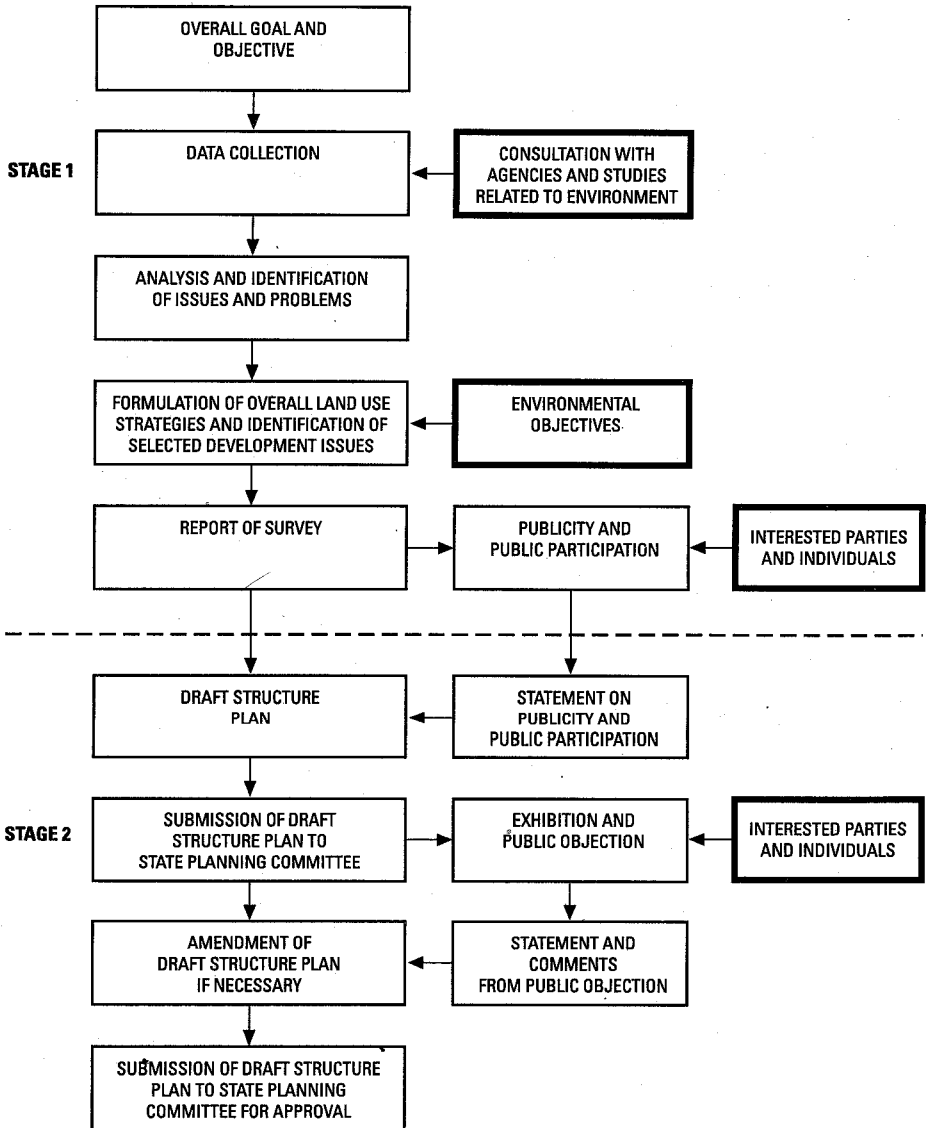 OVERALL GOAL AND
OBJECTIVE
STAGE 1
DATA COLLECTION
CONSULTATION WITH
AGENCIES AND STUDIES
RELATED TO ENVIRONMENT
ANALYSIS AND IDENTIFICATION
OF ISSUES AND PROBLEMS
FORMULATION OF OVERALL LAND USE
STRATEGIES AND IDENTIFICATION OF
SELECTED DEVELOPMENT ISSUES
ENVIRONMENTAL
OBJECTIVES
REPORT OF SURVEY
PUBLICITY AND
PUBLIC PARTICIPATION
INTERESTED PARTIES
AND INDIVIDUALS
DRAFT STRUCTURE
PLAN
STATEMENT ON
PUBLICITY AND
PUBLIC PARTICIPATION
STAGE 2
SUBMISSION OF DRAFT
STRUCTURE PLAN TO
STATE PLANNING COMMITTEE
EXHIBITION AND
PUBLIC OBJECTION
INTERESTED PARTIES
AND INDIVIDUALS
AMENDMENT OF
DRAFT STRUCTURE PLAN
IF NECESSARY
STATEMENT AND
COMMENTS
FROM PUBLIC OBJECTION
SUBMISSION OF DRAFT STRUCTURE
PLAN TO STATE PLANNING
COMMITTEE FOR APPROVAL